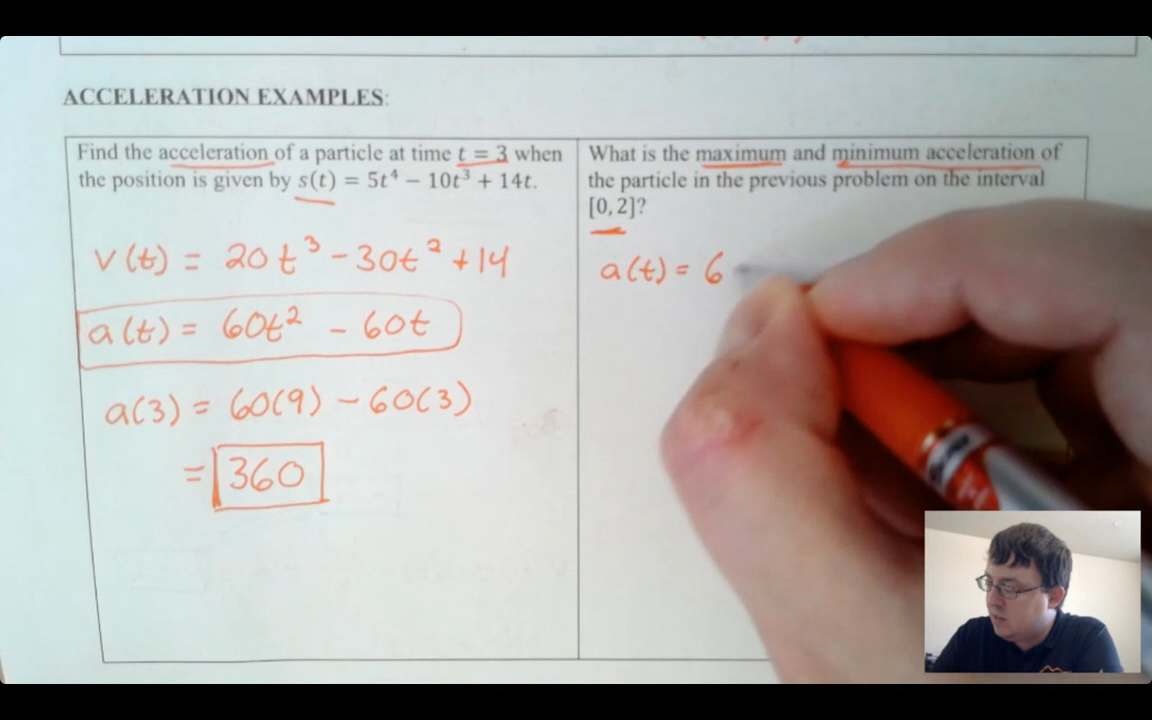 ACCELERATION EXAMPLES:
Find the acceleration of a particle at time t = 3 when
the position is given by s(t) = 5t⁴ − 10t³ + 14t.
v(t) = 20t³ - 30t² + 14
a(t) = 60t² - 60t
a(3) = 60(9) - 60(3)
= 360
What is the maximum and minimum acceleration of
the particle in the previous problem on the interval
[0, 2]?
a(t) = 6